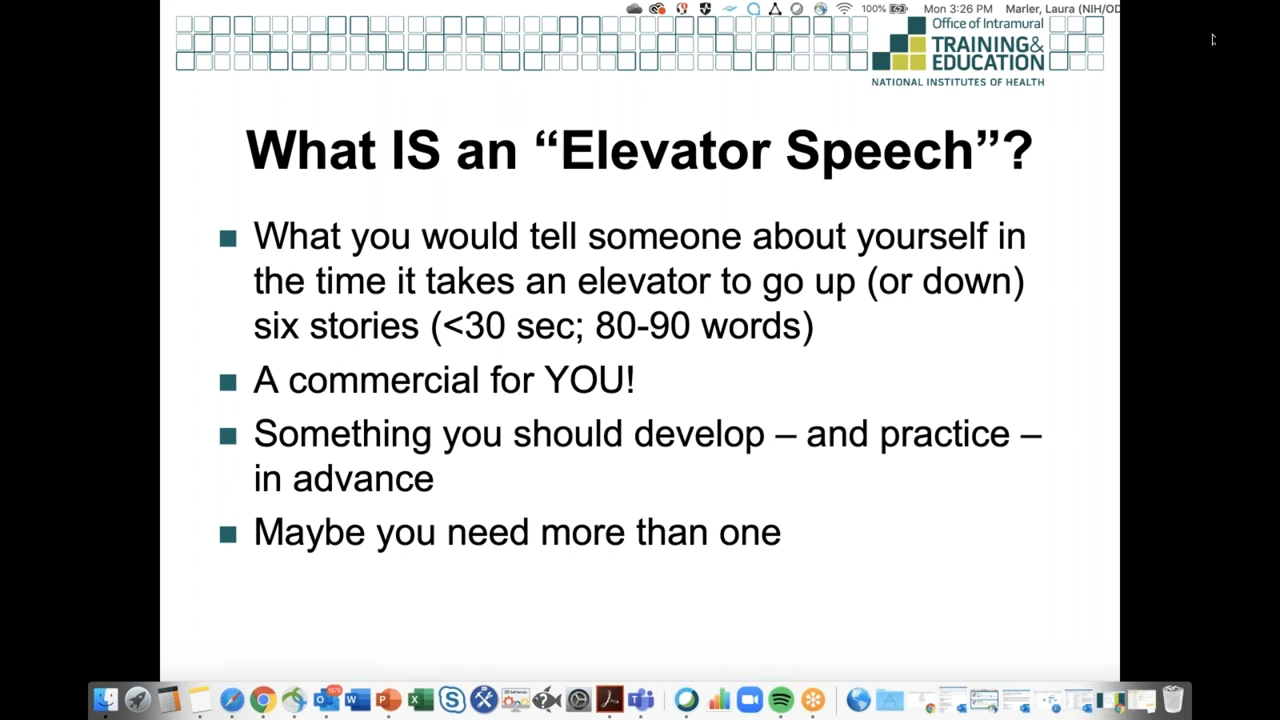 100% Mon 3:26 PM Marler, Laura (NIH/OD
Office of Intramural
TRAINING&
EDUCATION
NATIONAL INSTITUTES OF HEALTH
What IS an “Elevator Speech”?
What you would tell someone about yourself in
the time it takes an elevator to go up (or down)
six stories (<30 sec; 80-90 words)
A commercial for YOU!
Something you should develop – and practice –
in advance
Maybe you need more than one